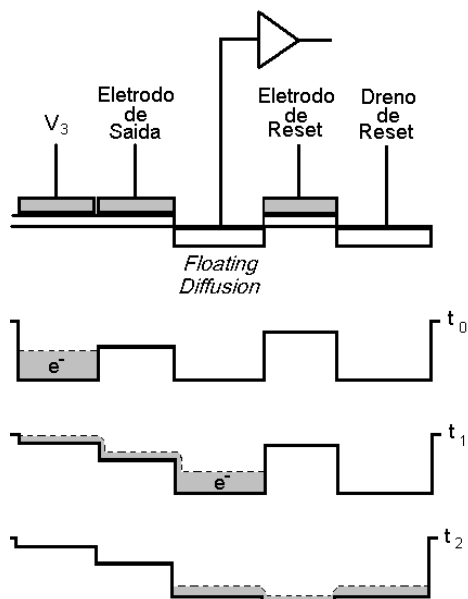 V3
Eletrodo
de
Saida
Eletrodo
de
Reset
Dreno
de
Reset
Floating
Diffusion
t0
e-
t1
e-
t2